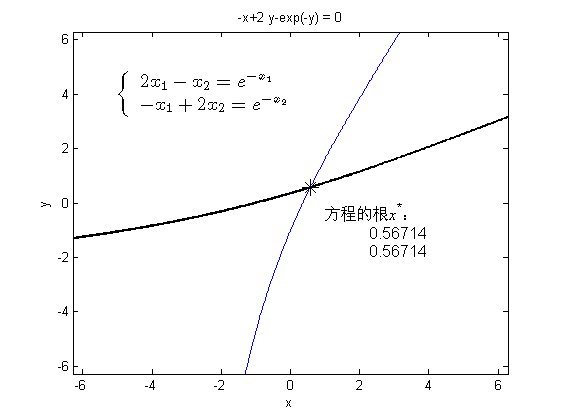 -x+2 y-exp(-y) = 0
6
4
2
0
-2
-4
-6
y
2x₁ − x₂ = e^{−x₁}
−x₁ + 2x₂ = e^{−x₂}
方程的根x*:
0.56714
0.56714
-6 -4 -2 0 2 4 6
x